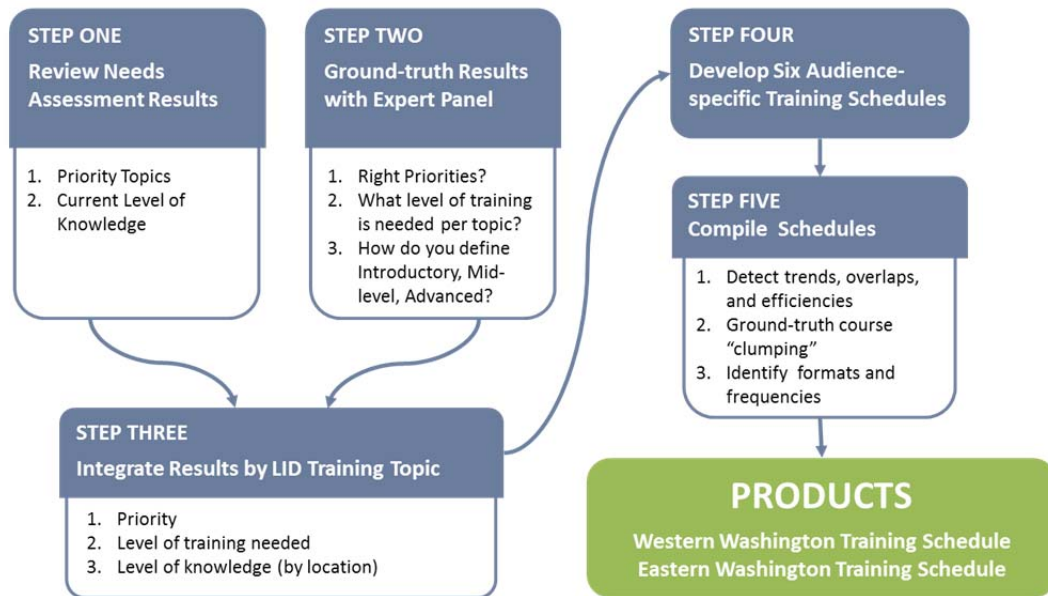 STEP ONE
Review Needs
Assessment Results
1. Priority Topics
2. Current Level of
Knowledge
STEP TWO
Ground-truth Results
with Expert Panel
1. Right Priorities?
2. What level of training
is needed per topic?
3. How do you define
Introductory, Mid-
level, Advanced?
STEP THREE
Integrate Results by LID Training Topic
1. Priority
2. Level of training needed
3. Level of knowledge (by location)
STEP FOUR
Develop Six Audience-
specific Training Schedules
STEP FIVE
Compile Schedules
1. Detect trends, overlaps,
and efficiencies
2. Ground-truth course
“clumping”
3. Identify formats and
frequencies
PRODUCTS
Western Washington Training Schedule
Eastern Washington Training Schedule